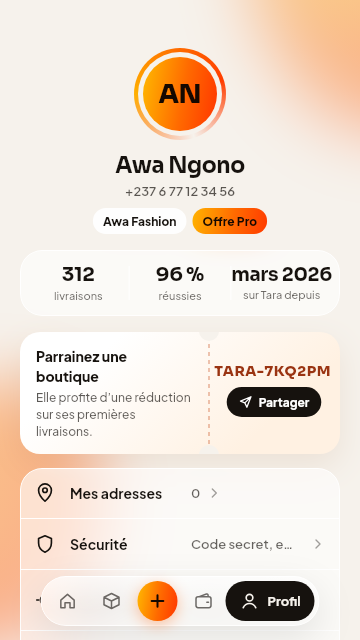 AN
Awa Ngono
+237 6 77 12 34 56
Awa Fashion Offre Pro
312 96 % mars 2026
livraisons réussies sur Tara depuis
Parrainez une
boutique
Elle profite d'une réduction
sur ses premières
livraisons.
TARA-7KQ2PM
Partager
Mes adresses 0
Sécurité Code secret, e...
Profil